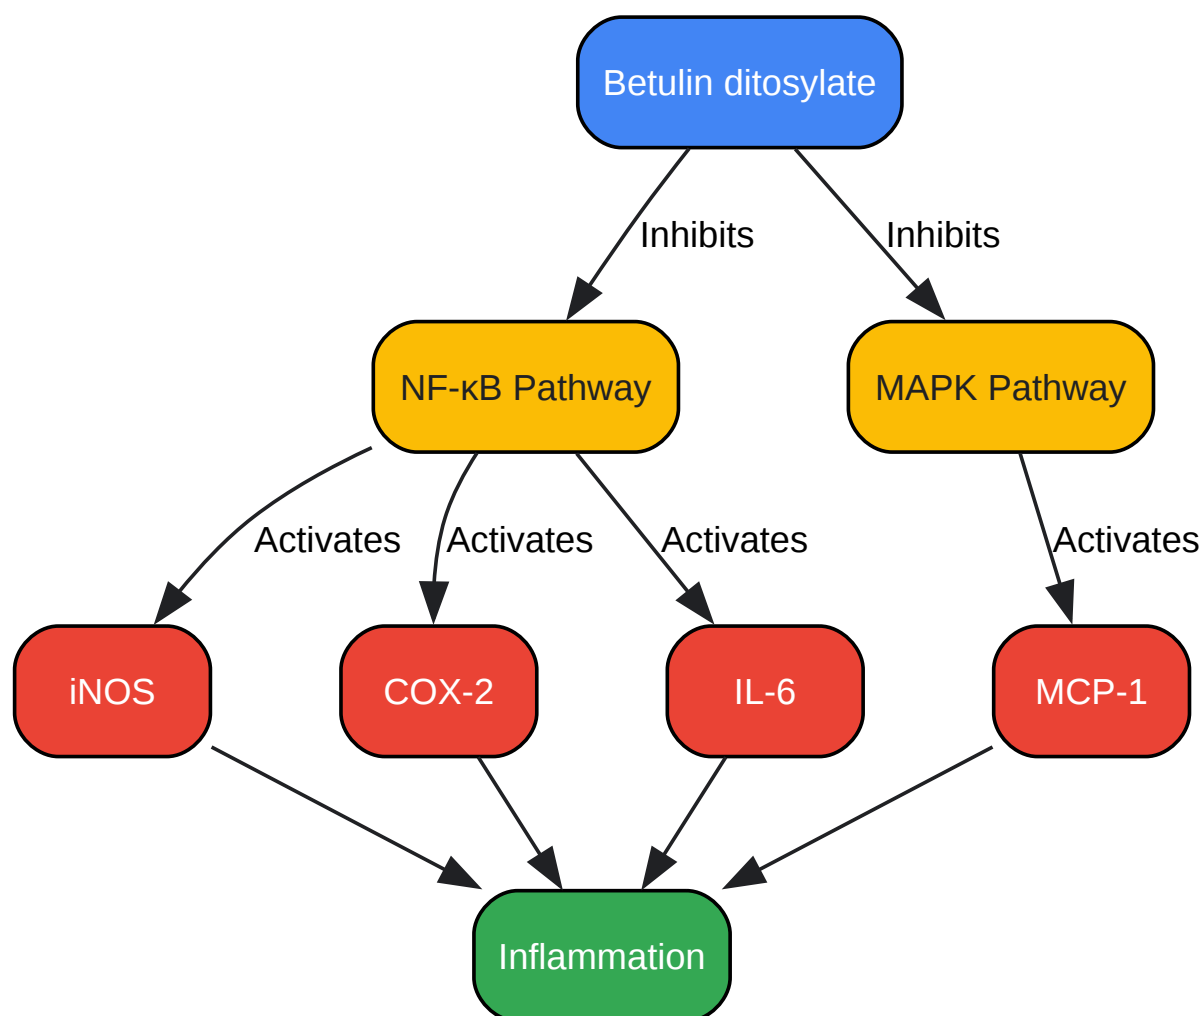 Betulin ditosylate
Inhibits
Inhibits
NF-κB Pathway
MAPK Pathway
Activates
Activates
Activates
Activates
iNOS
COX-2
IL-6
MCP-1
Inflammation